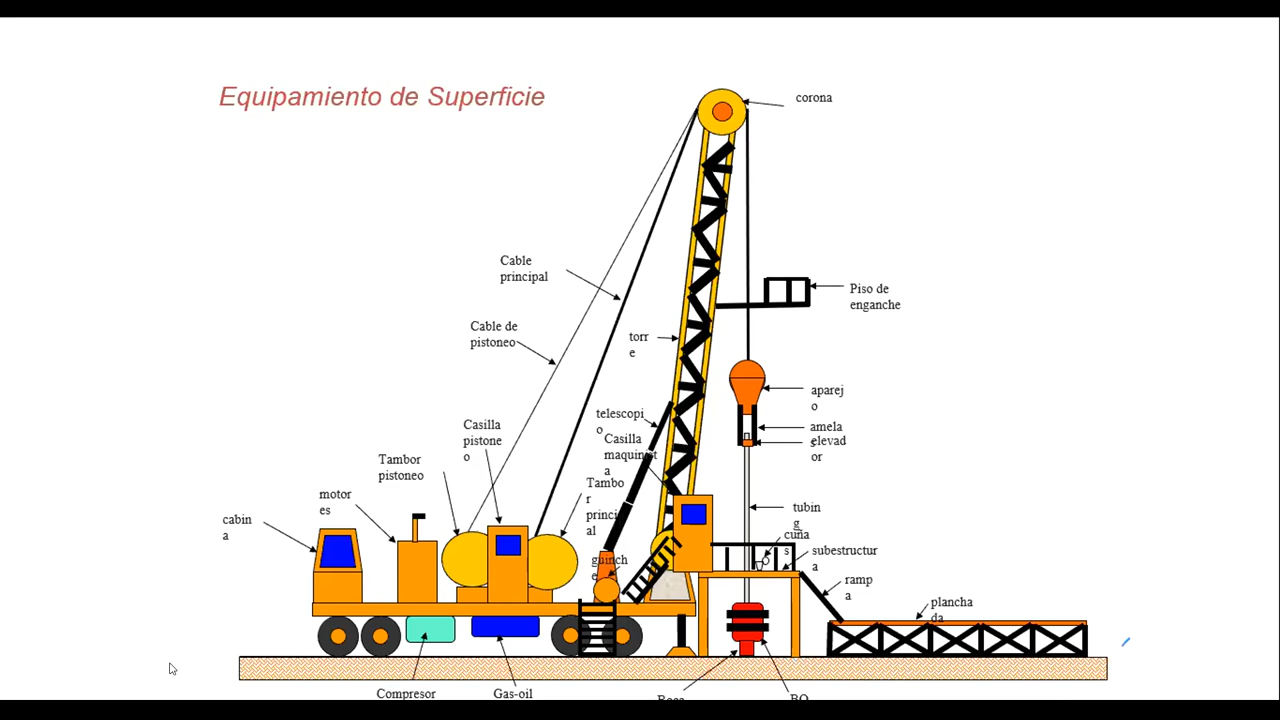 Equipamiento de Superficie
corona
Cable
principal
Piso de
enganche
Cable de
pistoneo
torr
e
aparej
o
telescopi
o
amela
s
elevad
or
Casilla
pistone
o
Casilla
maquinist
a
Tambor
pistoneo
Tambo
r
princi
pal
motor
es
tubin
g
cabin
a
cuña
s
subestructur
a
guinche
ramp
a
plancha
da
Compresor
Gas-oil